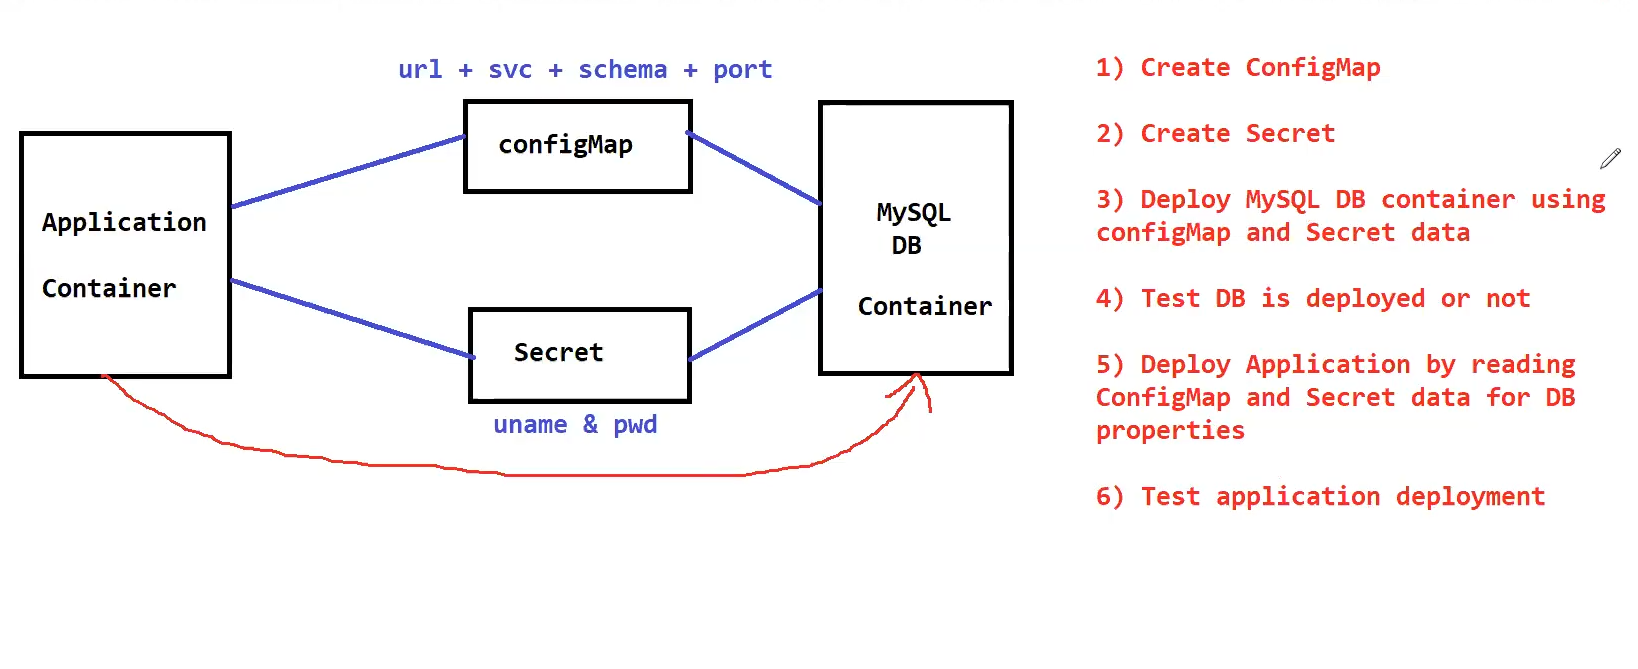 url + svc + schema + port
configMap
Application
Container
MySQL
DB
Container
Secret
uname & pwd
1) Create ConfigMap
2) Create Secret
3) Deploy MySQL DB container using
configMap and Secret data
4) Test DB is deployed or not
5) Deploy Application by reading
ConfigMap and Secret data for DB
properties
6) Test application deployment